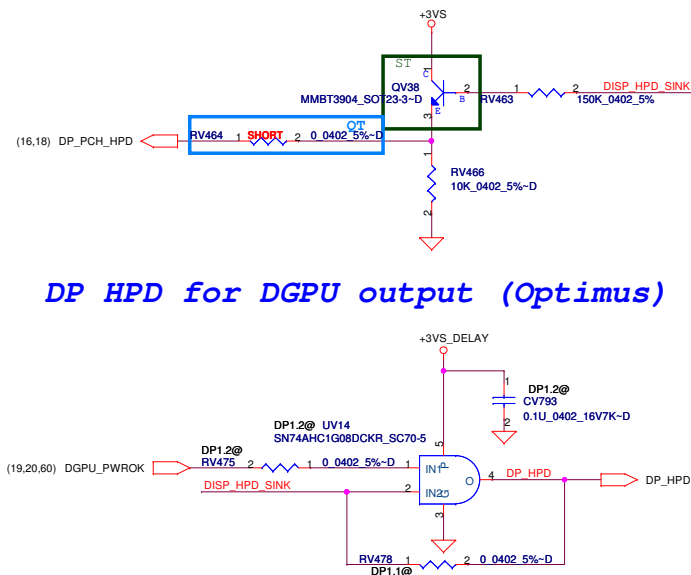 +3VS
ST
1
C
QV38
MMBT3904_SOT23-3~D
2
B
E
3
RV463
1
2
150K_0402_5%
DISP_HPD_SINK
OT
(16,18) DP_PCH_HPD
RV464
1
SHORT
2
0_0402_5%~D
1
RV466
10K_0402_5%~D
2
DP HPD for DGPU output (Optimus)
+3VS_DELAY
1
DP1.2@
CV793
2
0.1U_0402_16V7K~D
DP1.2@ UV14
SN74AHC1G08DCKR_SC70-5
5
DP1.2@
(19,20,60) DGPU_PWROK
RV475
2
1
0_0402_5%~D
1
IN1
P
DISP_HPD_SINK
2
IN2
G
O
4
DP_HPD
DP_HPD
3
RV478
1
2
0_0402_5%~D
DP1.1@